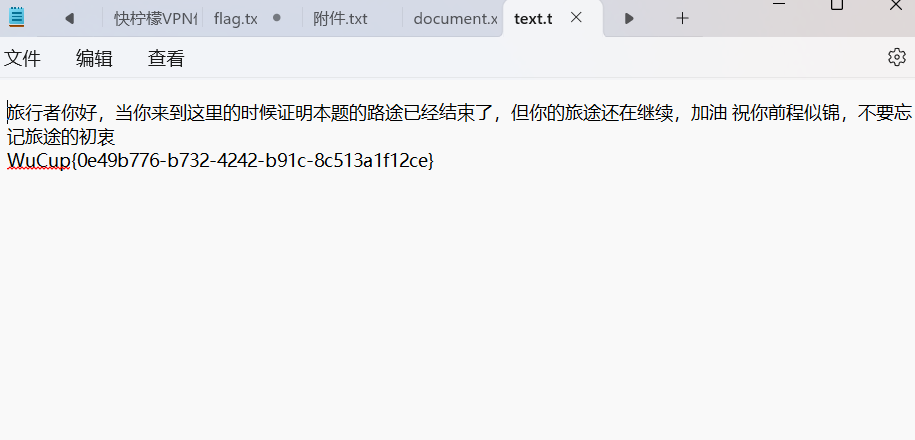 快柠檬VPN
flag.tx
附件.txt
document.x
text.t
文件 编辑 查看
旅行者你好，当你来到这里的时候证明本题的路途已经结束了，但你的旅途还在继续，加油 祝你前程似锦，不要忘
记旅途的初衷
WuCup{0e49b776-b732-4242-b91c-8c513a1f12ce}